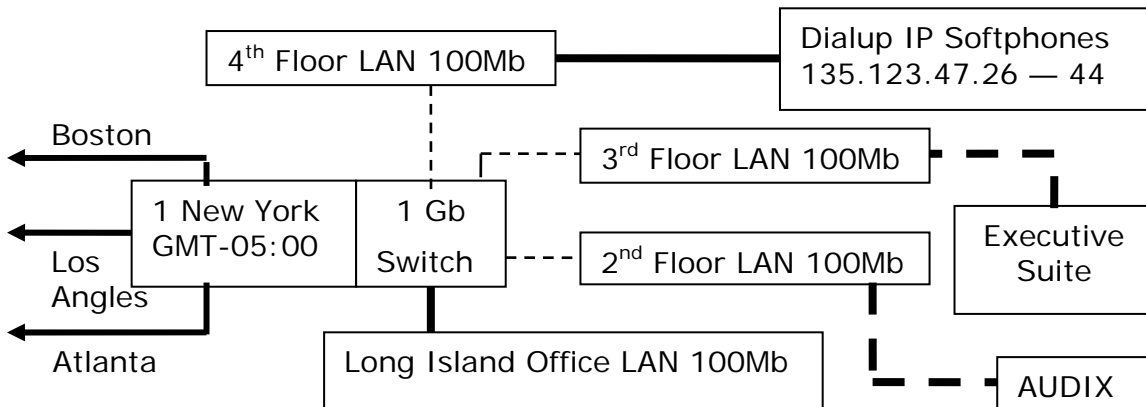 4th Floor LAN 100Mb
Dialup IP Softphones
135.123.47.26 — 44
Boston
3rd Floor LAN 100Mb
1 New York
GMT-05:00
1 Gb
Switch
Executive
Suite
Los
Angles
2nd Floor LAN 100Mb
Atlanta
Long Island Office LAN 100Mb
AUDIX